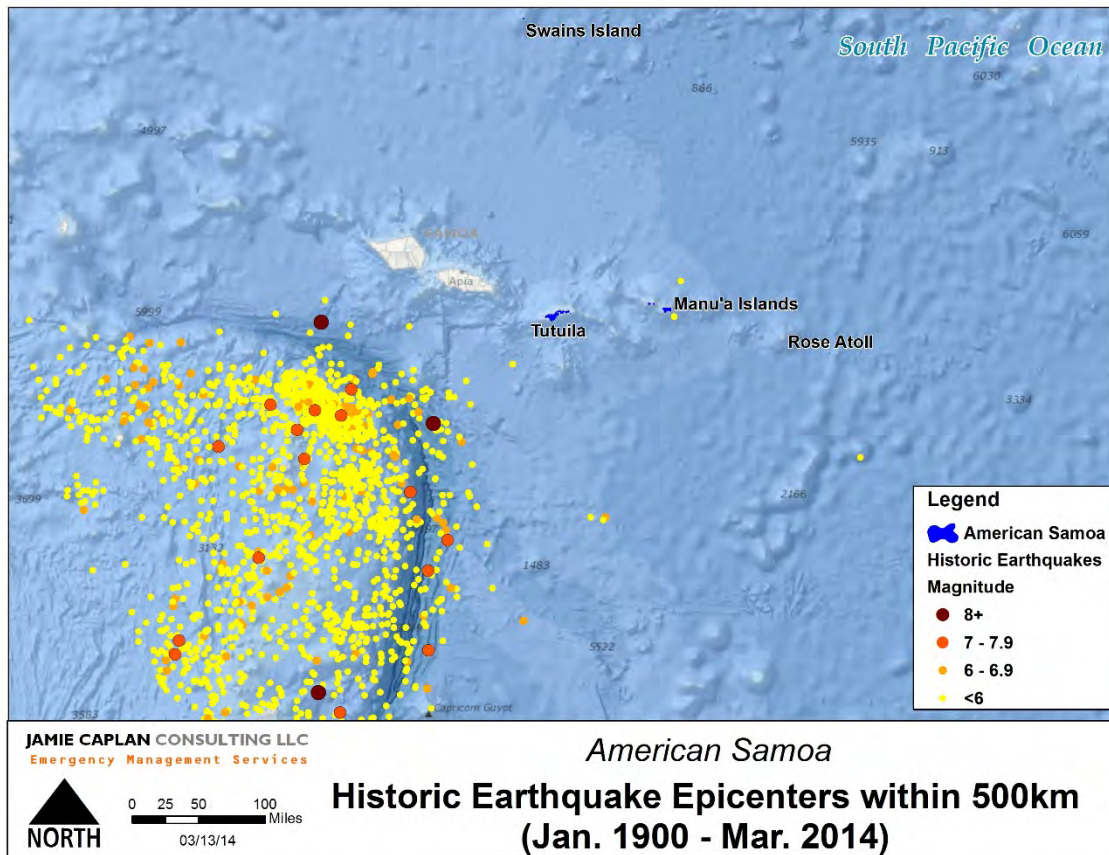 Swains Island
South Pacific Ocean
6030
866
4997
5935
913
SAMOA
6059
Apia
Manu'a Islands
5999
Tutuila
Rose Atoll
3334
3699
2166
3182
1483
5522
3583
Capricorn Guyot
Legend
American Samoa
Historic Earthquakes
Magnitude
8+
7 - 7.9
6 - 6.9
<6
JAMIE CAPLAN CONSULTING LLC
Emergency Management Services
NORTH
0 25 50 100
Miles
03/13/14
American Samoa
Historic Earthquake Epicenters within 500km
(Jan. 1900 - Mar. 2014)